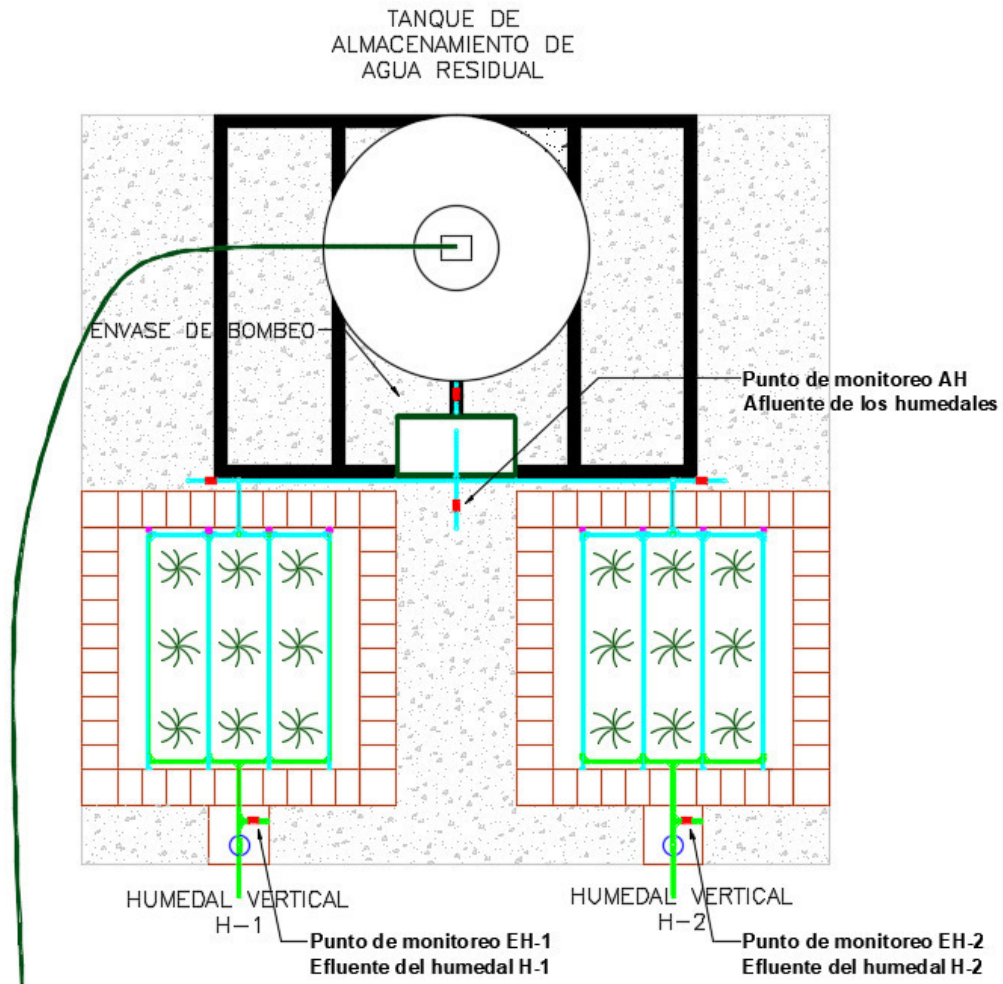 TANQUE DE
ALMACENAMIENTO DE
AGUA RESIDUAL
ENVASE DE BOMBEO
Punto de monitoreo AH
Afluente de los humedales
HUMEDAL VERTICAL
H-1
HUMEDAL VERTICAL
H-2
Punto de monitoreo EH-1
Efluente del humedal H-1
Punto de monitoreo EH-2
Efluente del humedal H-2